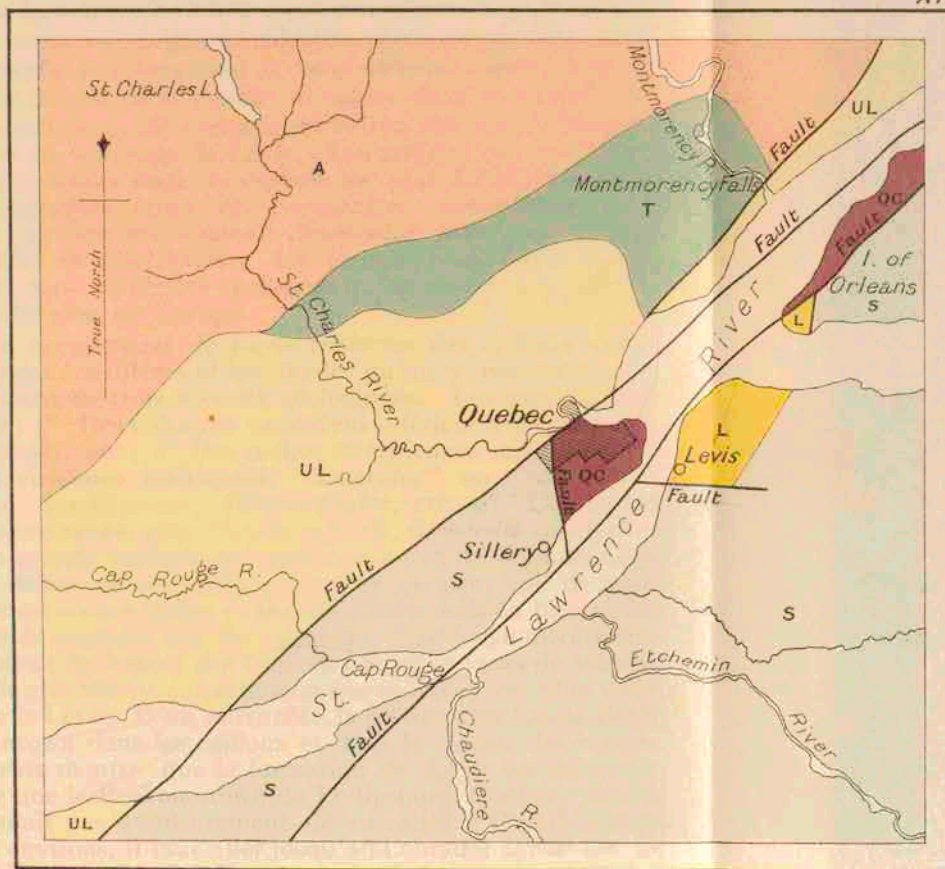 St. Charles L.
Montmorency R.
UL
Fault
A
Montmorency Falls
T
Fault
QC
Fault
True North
I. of
Orleans
S
L
St. Charles River
River
Quebec
L
Levis
UL
QC
Fault
Fault
Sillery
Lawrence
Cap Rouge R.
Fault
S
S
Cap Rouge
Etchemin
St.
Fault
Chaudiere
River
S
UL
R.